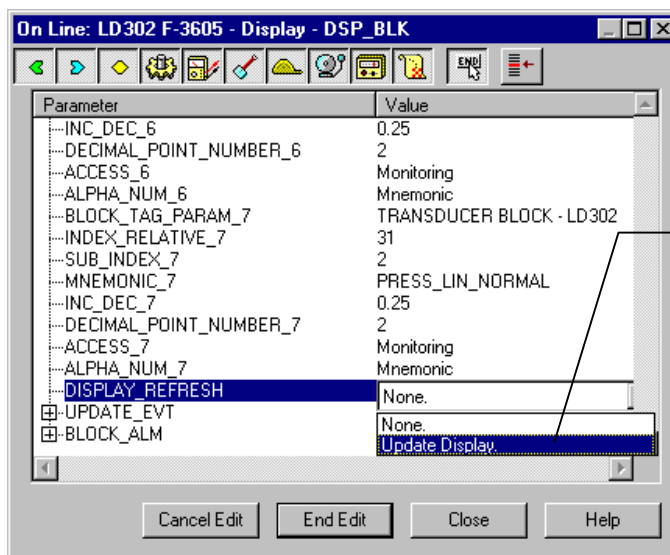 On Line: LD302 F-3605 - Display - DSP_BLK
END
Parameter Value
INC_DEC_6 0.25
DECIMAL_POINT_NUMBER_6 2
ACCESS_6 Monitoring
ALPHA_NUM_6 Mnemonic
BLOCK_TAG_PARAM_7 TRANSDUCER BLOCK - LD302
INDEX_RELATIVE_7 31
SUB_INDEX_7 2
MNEMONIC_7 PRESS_LIN_NORMAL
INC_DEC_7 0.25
DECIMAL_POINT_NUMBER_7 2
ACCESS_7 Monitoring
ALPHA_NUM_7 Mnemonic
DISPLAY_REFRESH None.
UPDATE_EVT None.
BLOCK_ALM Update Display.
Cancel Edit End Edit Close Help